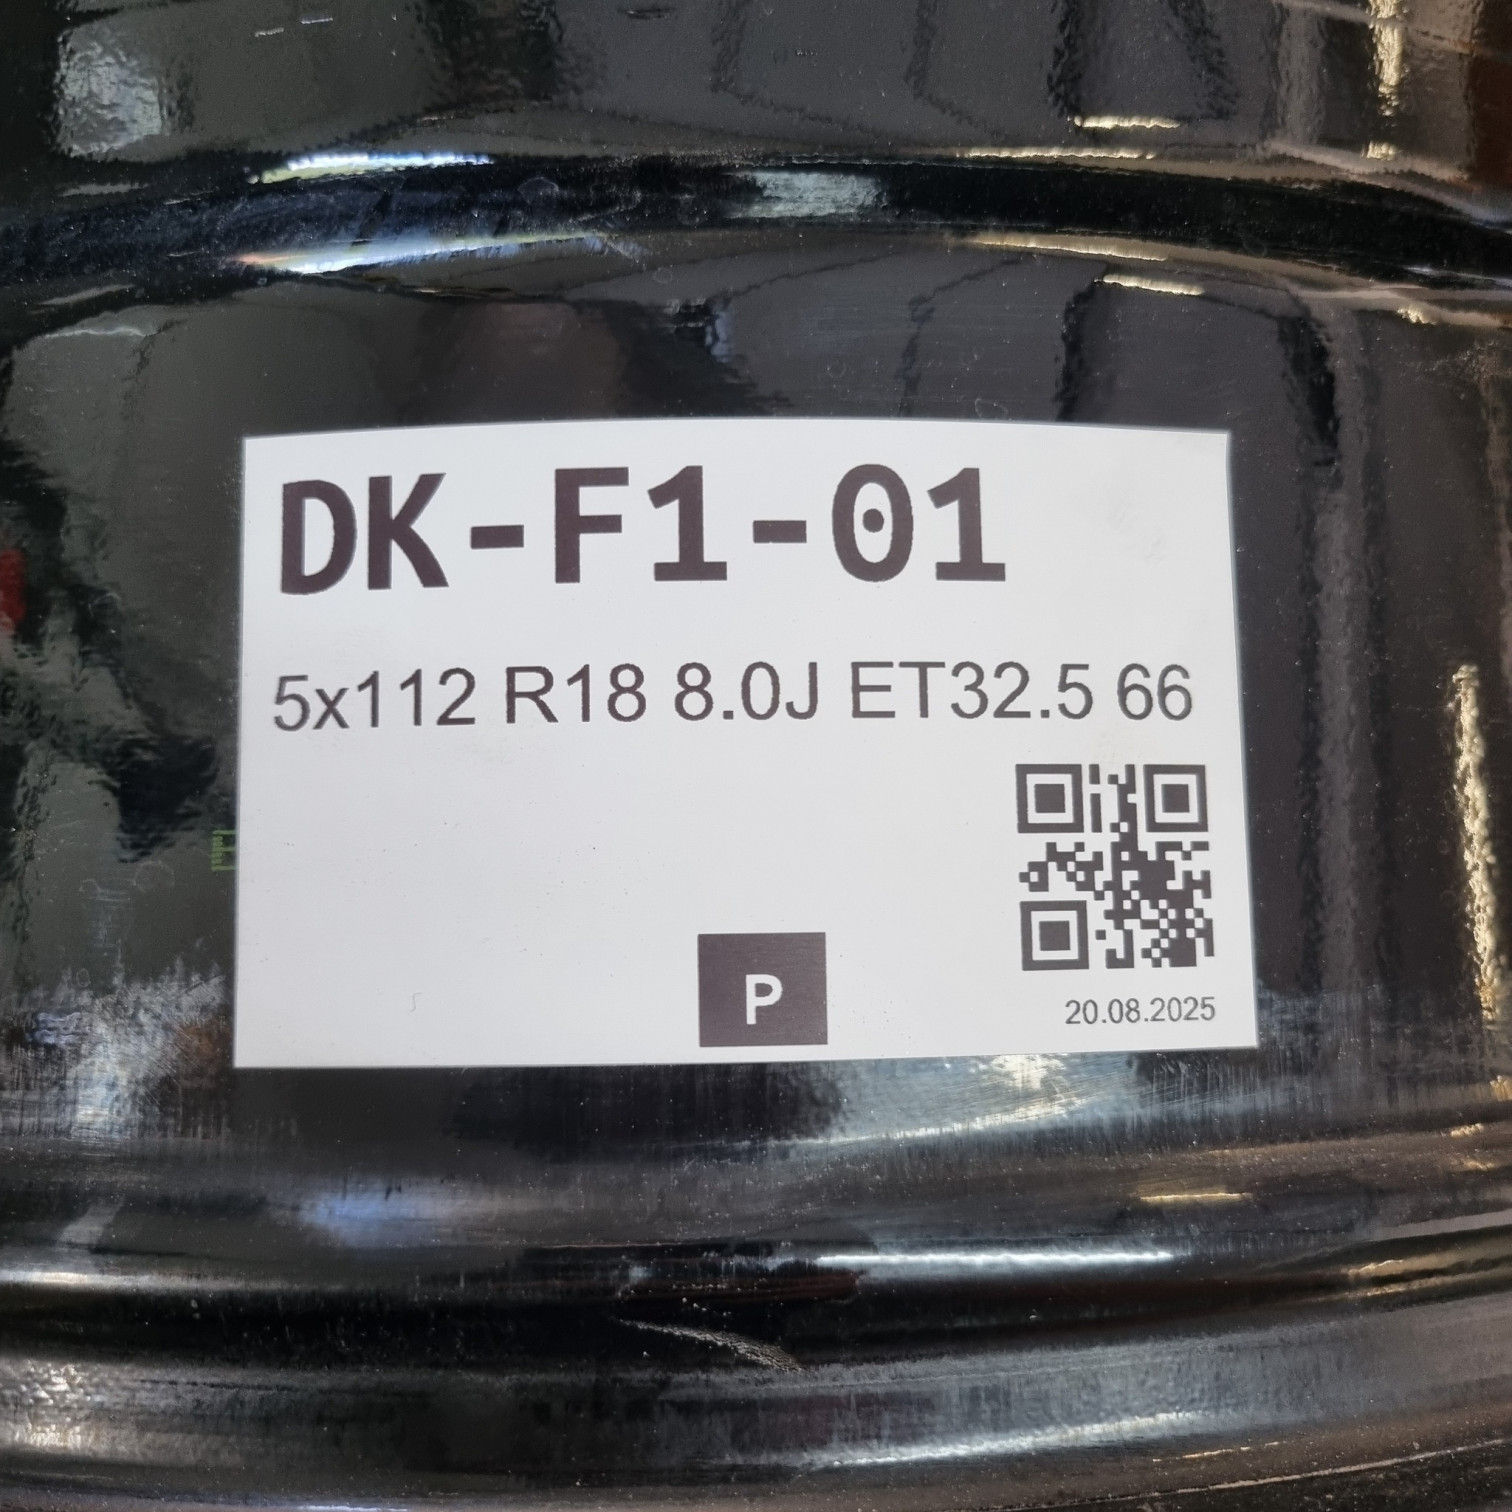 DK-F1-01
5x112 R18 8.0J ET32.5 66
P
20.08.2025